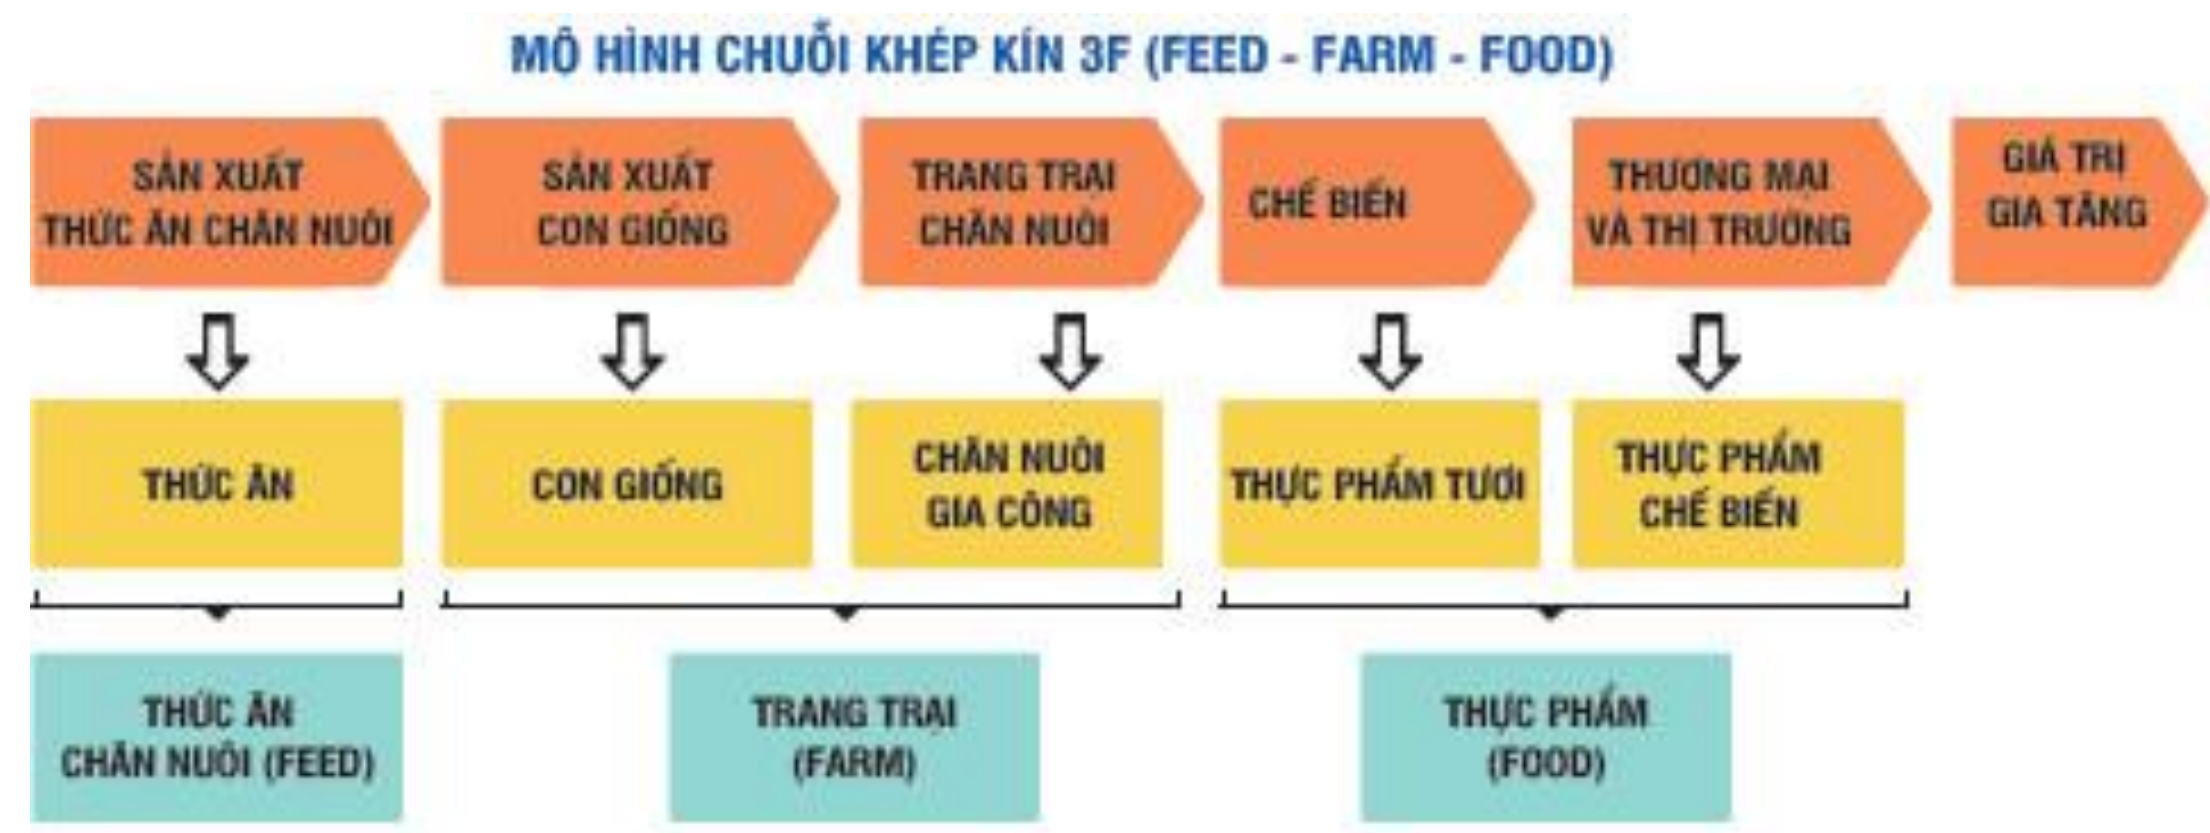 MÔ HÌNH CHUỖI KHÉP KÍN 3F (FEED - FARM - FOOD)
SẢN XUẤT
THỨC ĂN CHĂN NUÔI
SẢN XUẤT
CON GIỐNG
TRANG TRẠI
CHĂN NUÔI
CHẾ BIẾN
THƯƠNG MẠI
VÀ THỊ TRƯỜNG
GIÁ TRỊ
GIA TĂNG
THỨC ĂN
CON GIỐNG
CHĂN NUÔI
GIA CÔNG
THỰC PHẨM TƯƠI
THỰC PHẨM
CHẾ BIẾN
THỨC ĂN
CHĂN NUÔI (FEED)
TRANG TRẠI
(FARM)
THỰC PHẨM
(FOOD)